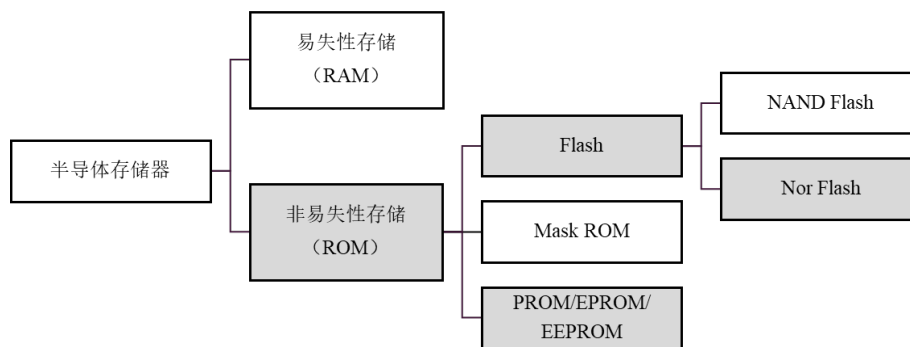 易失性存储
（RAM）
NAND Flash
Flash
半导体存储器
Nor Flash
非易失性存储
（ROM）
Mask ROM
PROM/EPROM/
EEPROM